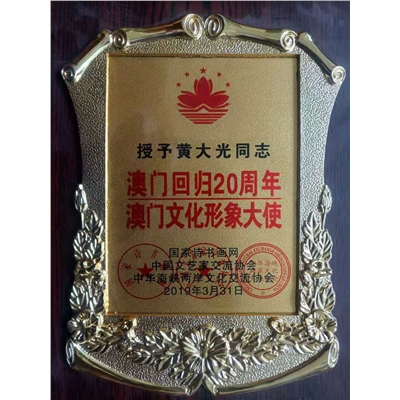 授予黄大光同志
澳门回归20周年
澳门文化形象大使
国家诗书画网
中国文艺家交流协会
中华海峡两岸文化交流协会
2019年3月31日